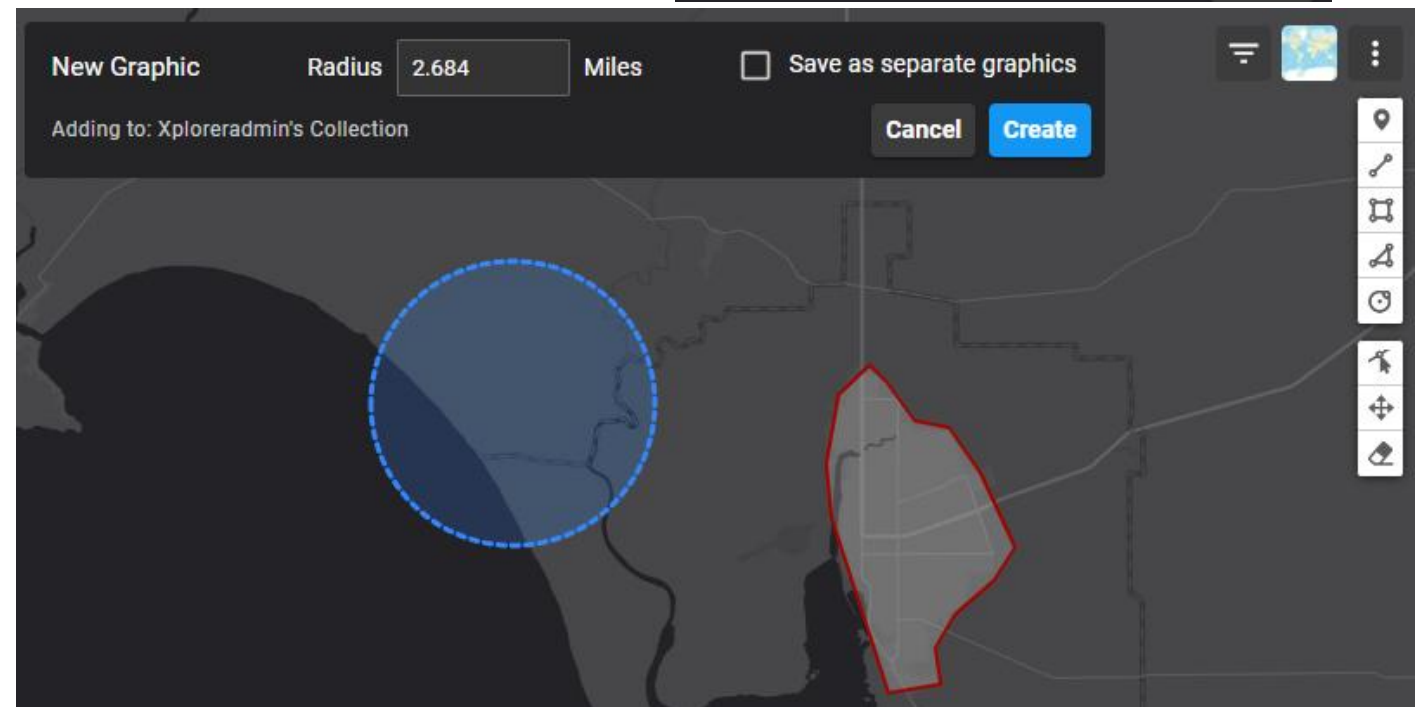 New Graphic Radius 2.684 Miles Save as separate graphics
Adding to: Xploreradmin's Collection Cancel Create